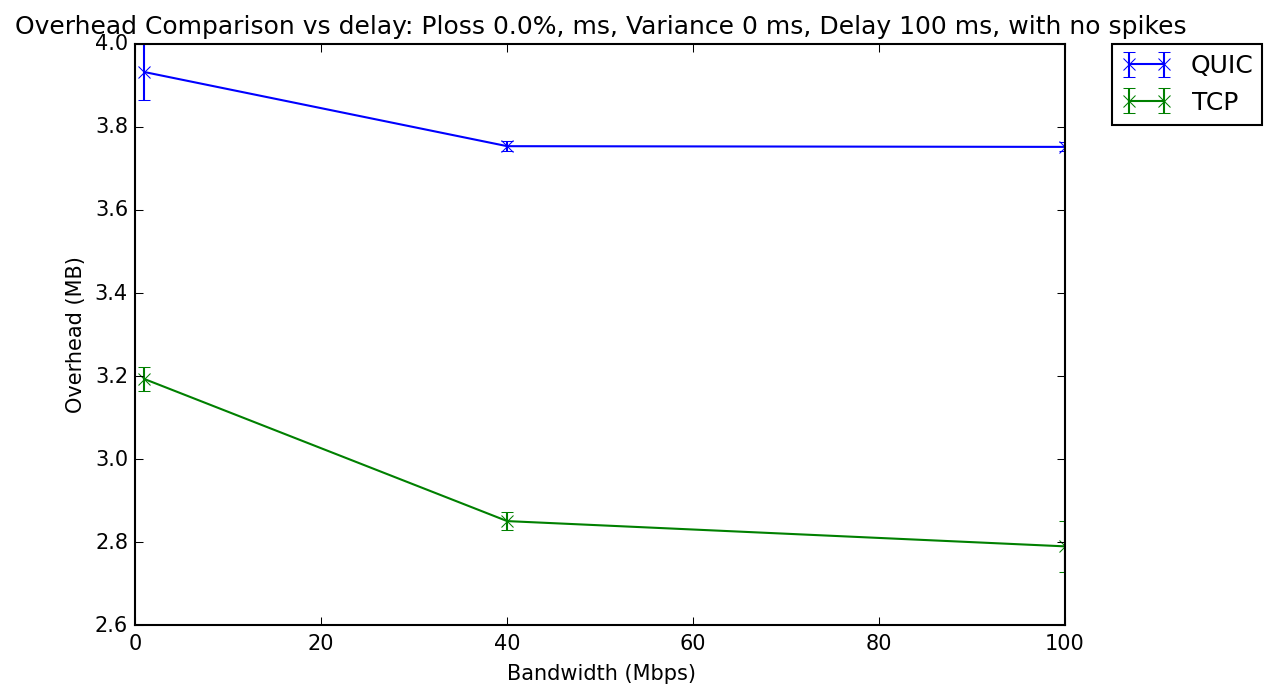 Overhead Comparison vs delay: Ploss 0.0%, ms, Variance 0 ms, Delay 100 ms, with no spikes
QUIC
TCP
4.0
3.8
3.6
3.4
3.2
3.0
2.8
2.6
Overhead (MB)
0 20 40 60 80 100
Bandwidth (Mbps)